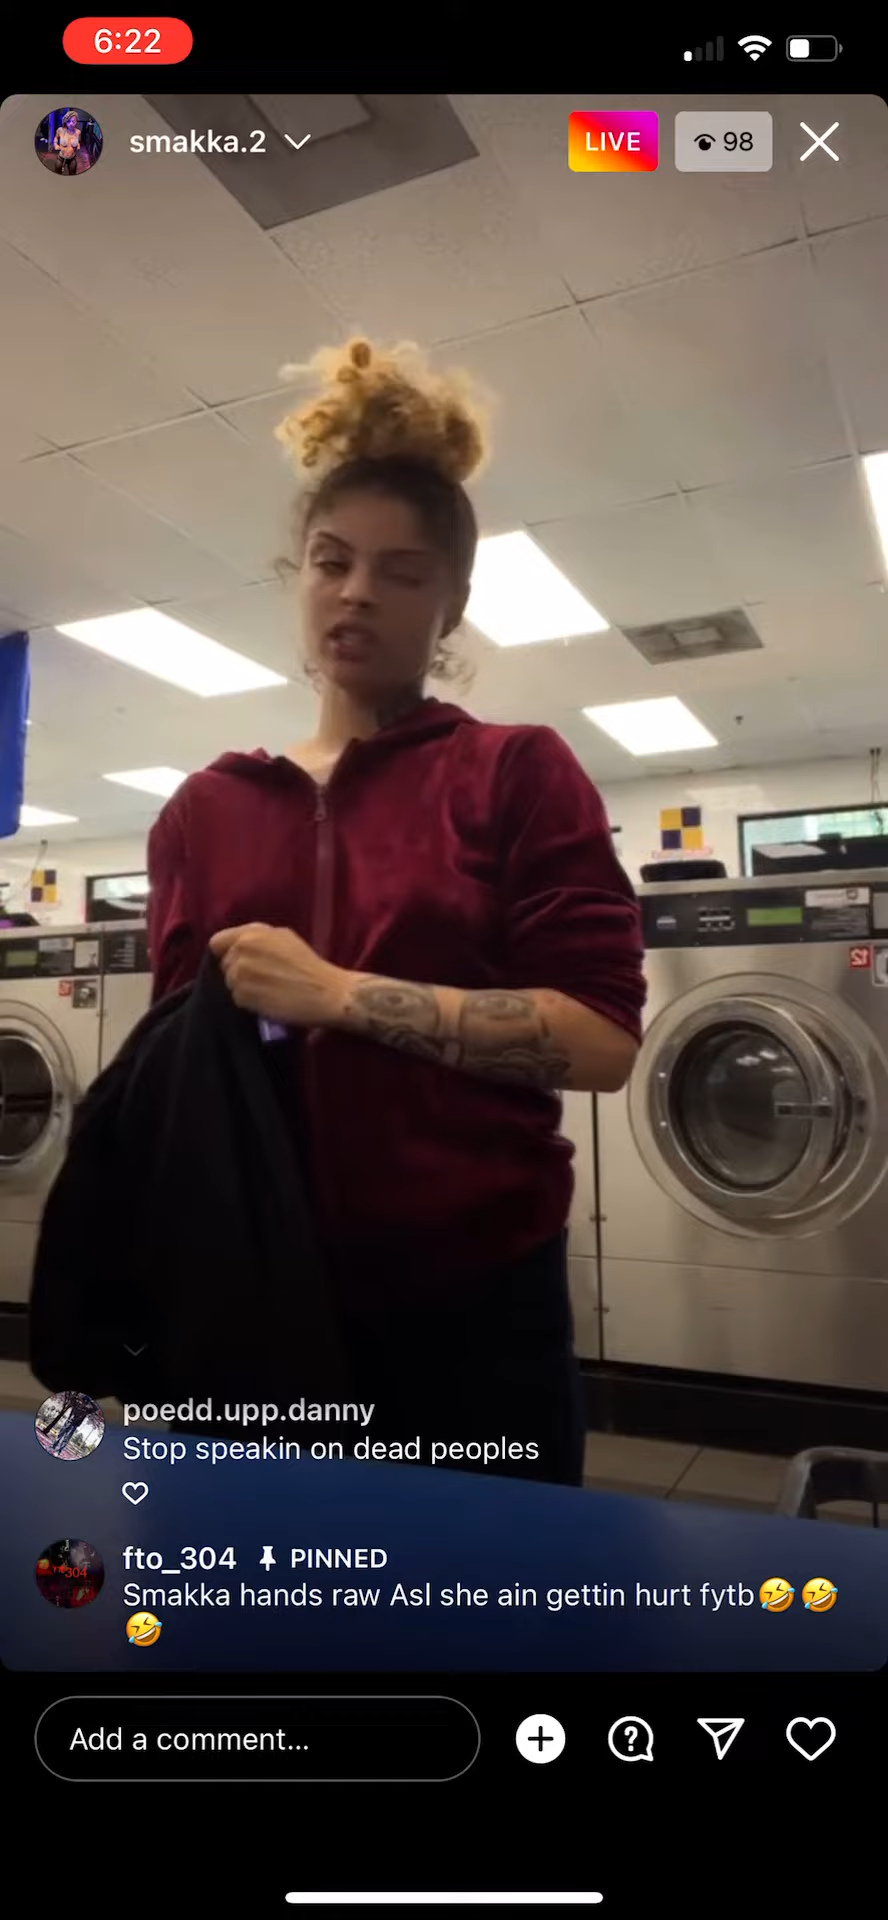 6:22
smakka.2
LIVE
98
12
poedd.upp.danny
Stop speakin on dead peoples
fto_304 PINNED
Smakka hands raw Asl she ain gettin hurt fytb🤣🤣
🤣
Add a comment...